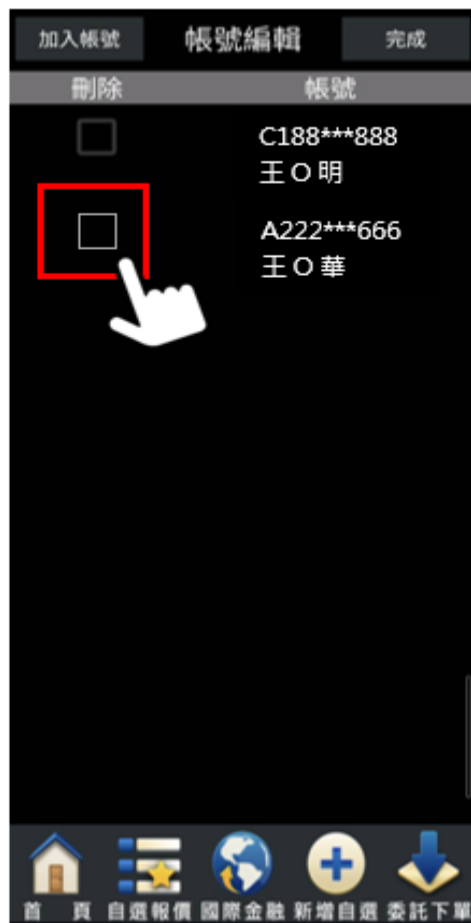 加入帳號 帳號編輯 完成
刪除 帳號
C188***888
王O明
A222***666
王O華
首頁 自選報價 國際金融 新增自選 委託下單